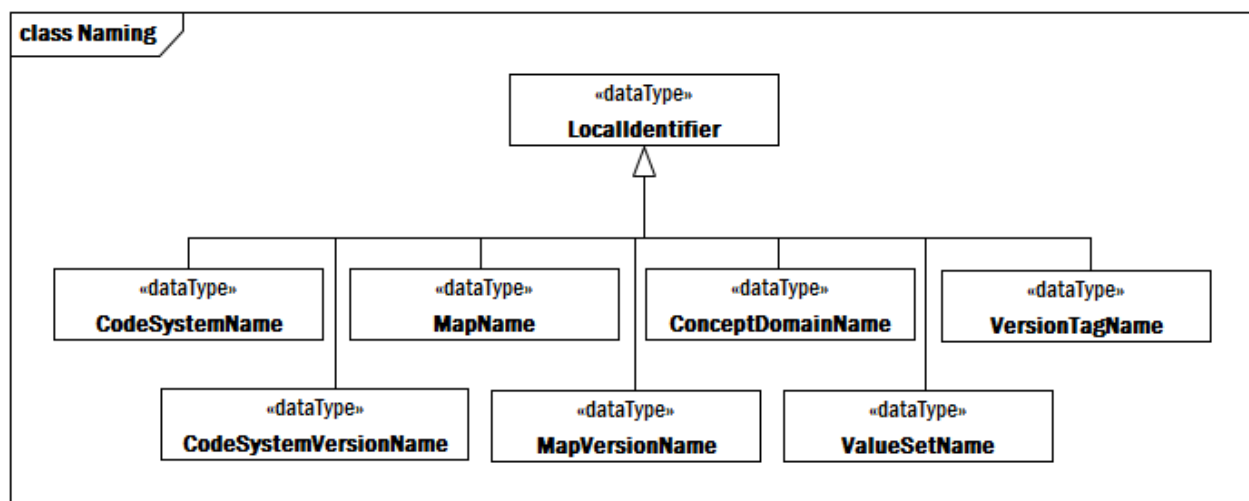 class Naming
«dataType»
LocalIdentifier
«dataType»
CodeSystemName
«dataType»
MapName
«dataType»
ConceptDomainName
«dataType»
VersionTagName
«dataType»
CodeSystemVersionName
«dataType»
MapVersionName
«dataType»
ValueSetName